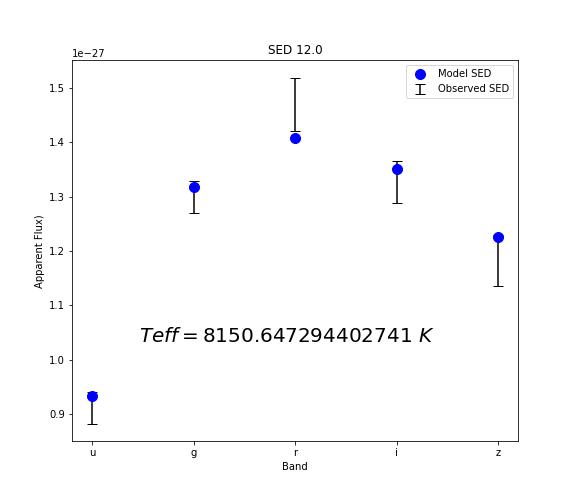 SED 12.0
1e−27
Model SED
Observed SED
1.5
1.4
1.3
1.2
1.1
1.0
0.9
Apparent Flux)
Teff = 8150.647294402741 K
u g r i z
Band